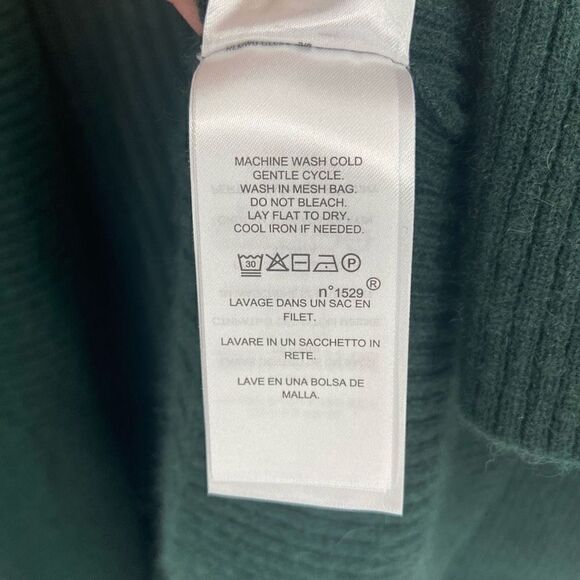 MACHINE WASH COLD
GENTLE CYCLE.
WASH IN MESH BAG.
DO NOT BLEACH.
LAY FLAT TO DRY.
COOL IRON IF NEEDED.
30 P
n°1529 ®
LAVAGE DANS UN SAC EN
FILET.
LAVARE IN UN SACCHETTO IN
RETE.
LAVE EN UNA BOLSA DE
MALLA.